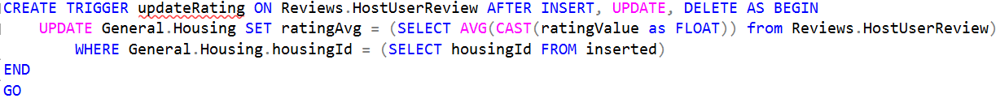 CREATE TRIGGER updateRating ON Reviews.HostUserReview AFTER INSERT, UPDATE, DELETE AS BEGIN
UPDATE General.Housing SET ratingAvg = (SELECT AVG(CAST(ratingValue as FLOAT)) from Reviews.HostUserReview)
WHERE General.Housing.housingId = (SELECT housingId FROM inserted)
END
GO